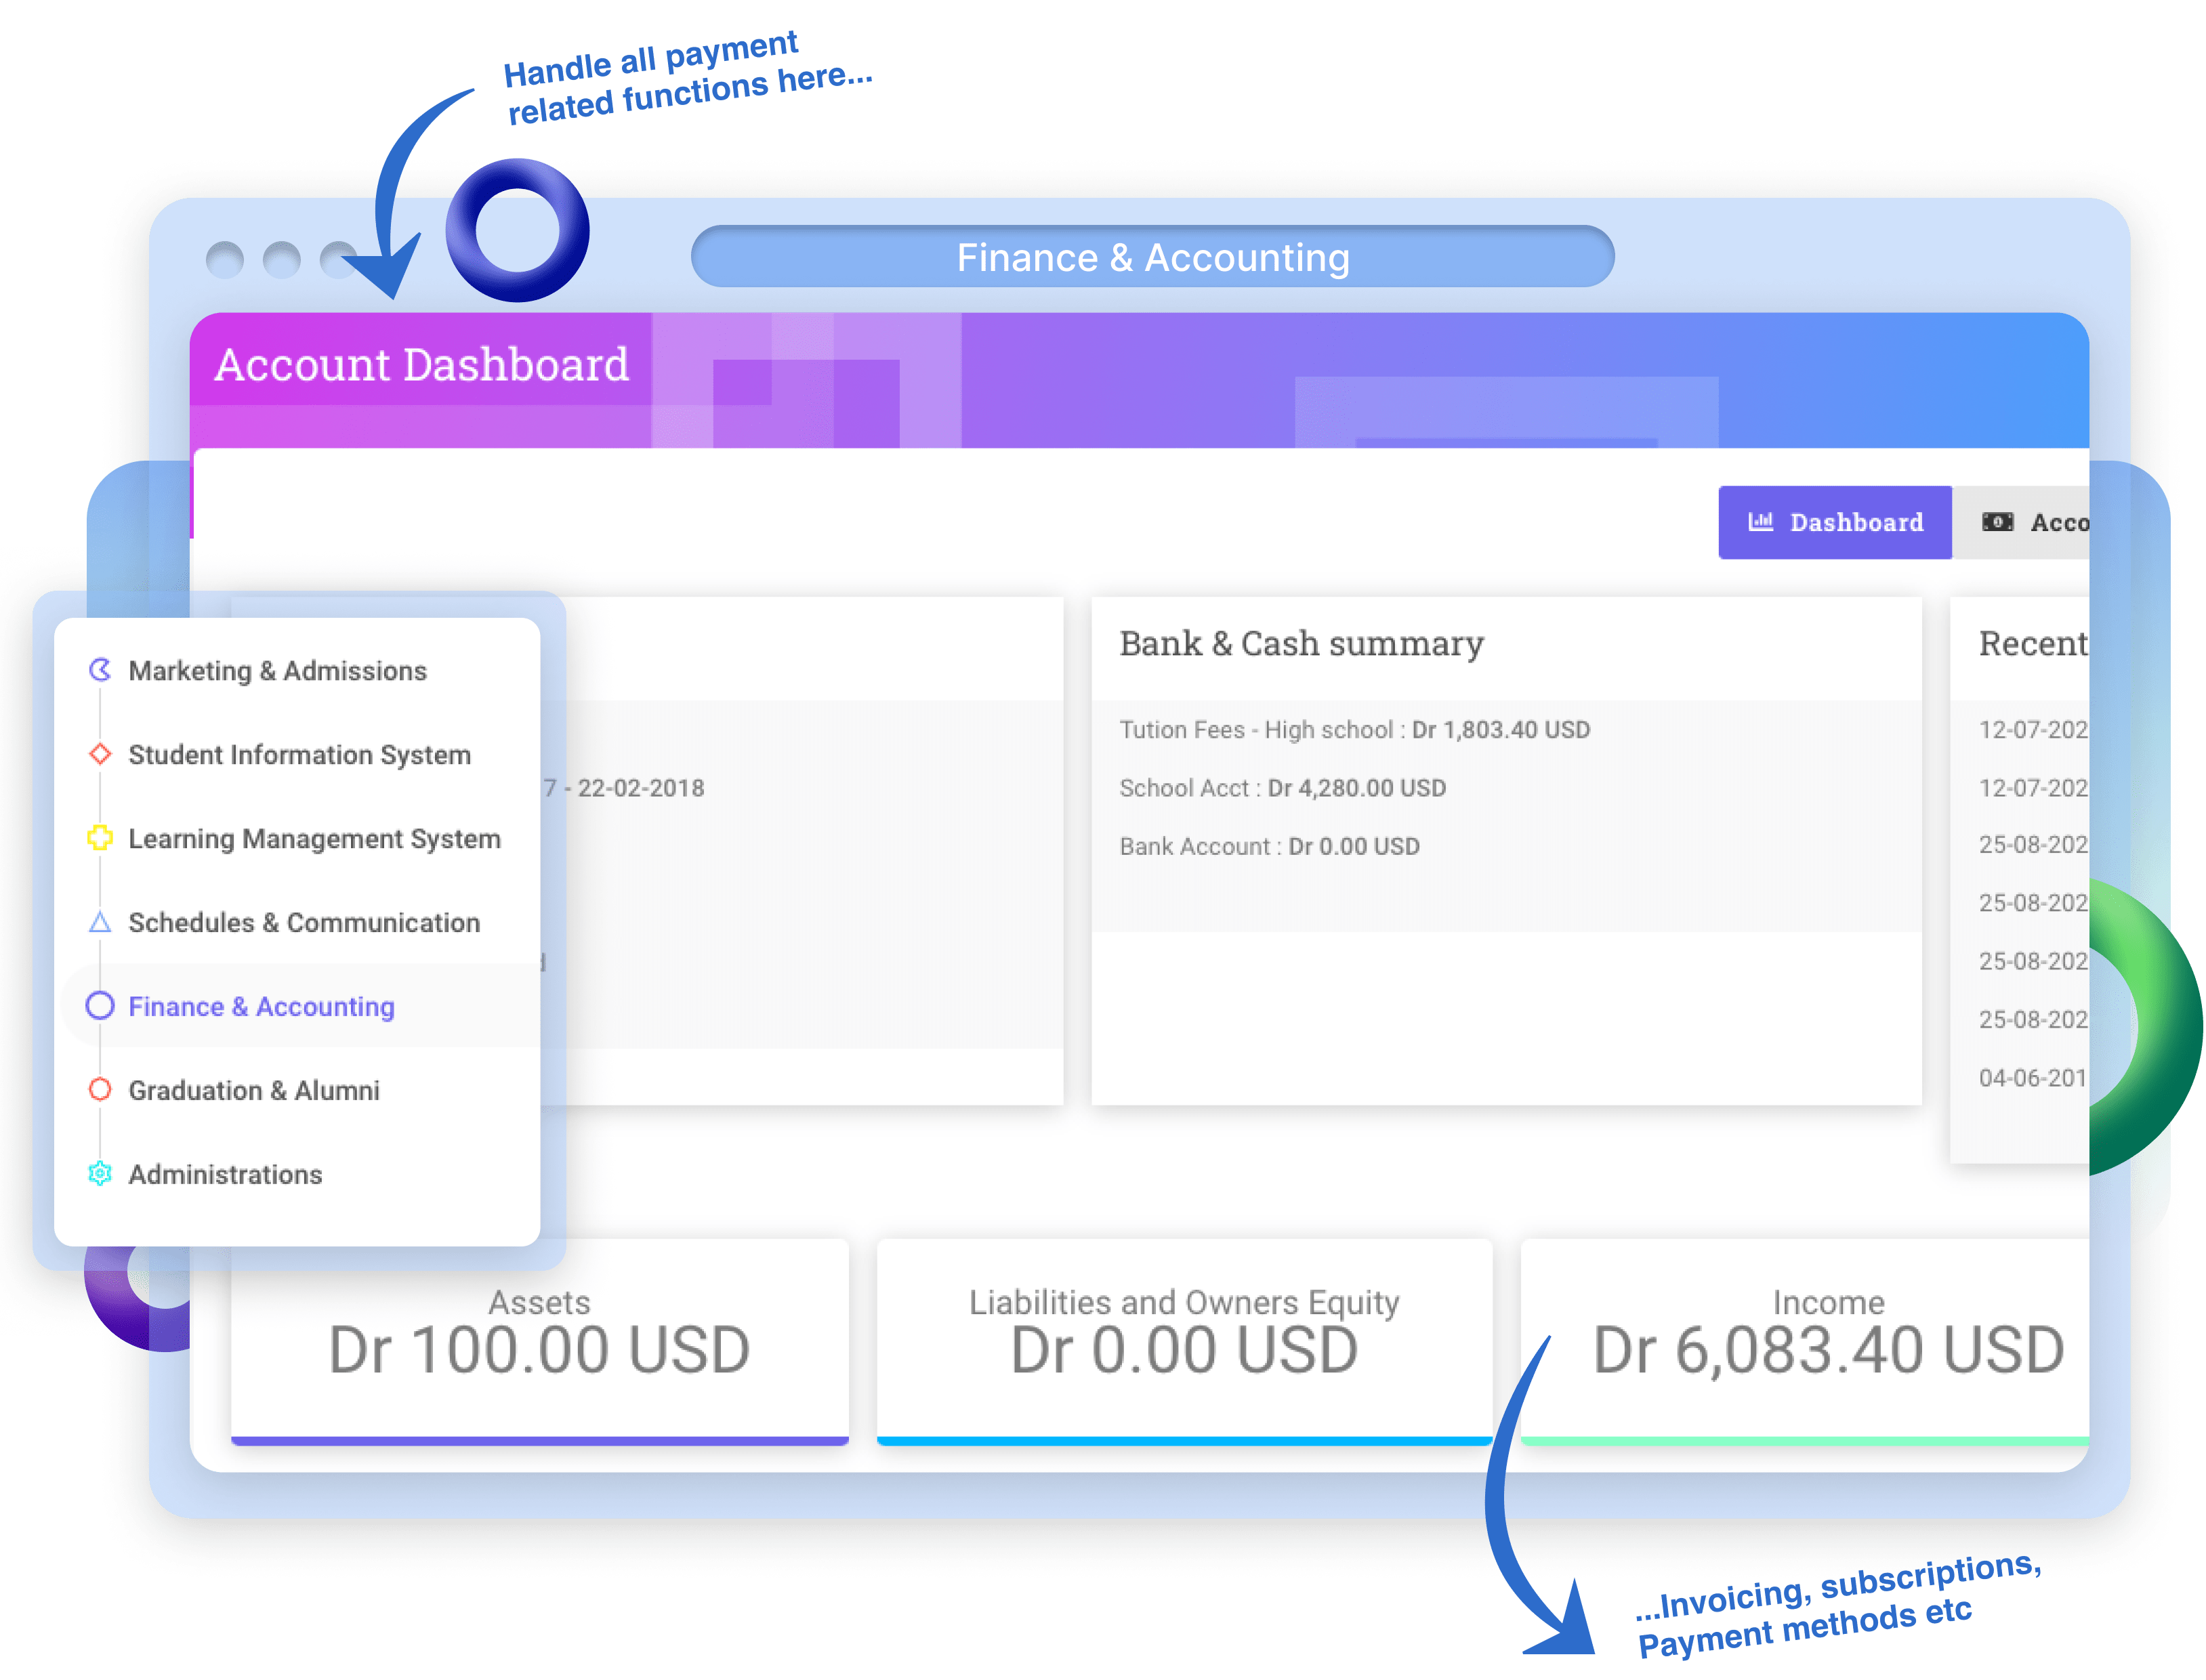 Handle all payment
related functions here...
Finance & Accounting
Account Dashboard
Dashboard
Marketing & Admissions
Student Information System
Learning Management System
Schedules & Communication
Finance & Accounting
Graduation & Alumni
Administrations
7 - 22-02-2018
Bank & Cash summary
Tution Fees - High school : Dr 1,803.40 USD
School Acct : Dr 4,280.00 USD
Bank Account : Dr 0.00 USD
Recent
12-07-202
12-07-202
25-08-202
25-08-202
25-08-202
25-08-202
04-06-201
Assets
Dr 100.00 USD
Liabilities and Owners Equity
Dr 0.00 USD
Income
Dr 6,083.40 USD
...Invoicing, subscriptions,
Payment methods etc